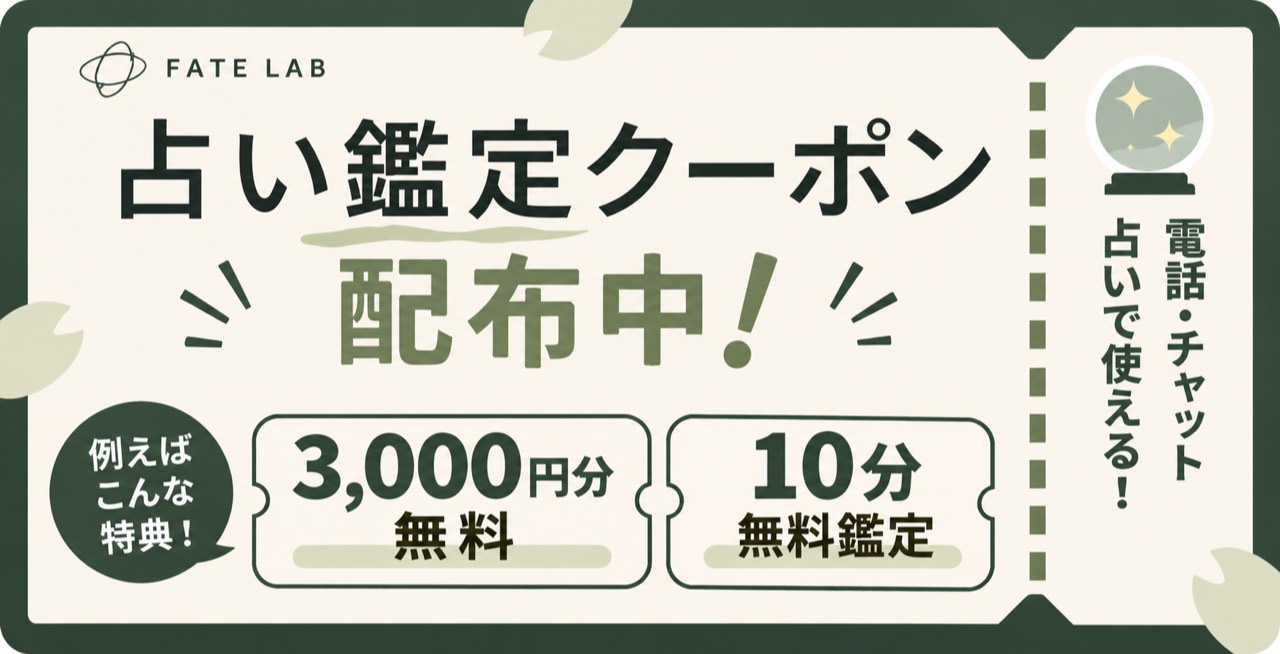 FATE LAB
占い鑑定クーポン
配布中！
例えば
こんな
特典！
3,000円分
無料
10分
無料鑑定
電話・チャット
占いで使える！